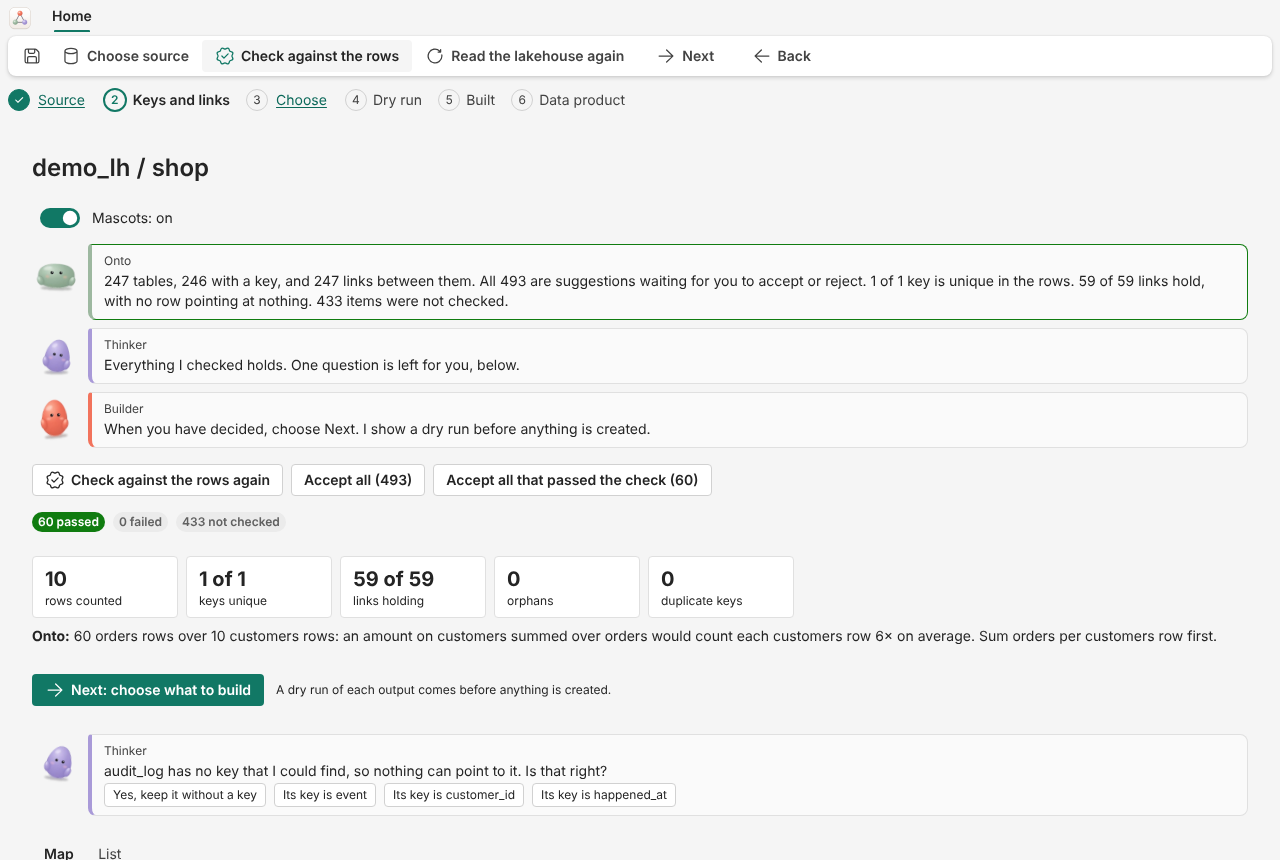 Home
Choose source
Check against the rows
Read the lakehouse again
Next
Back
Source
2 Keys and links
3 Choose
4 Dry run
5 Built
6 Data product
demo_lh / shop
Mascots: on
Onto
247 tables, 246 with a key, and 247 links between them. All 493 are suggestions waiting for you to accept or reject. 1 of 1 key is unique in the rows. 59 of 59 links hold,
with no row pointing at nothing. 433 items were not checked.
Thinker
Everything I checked holds. One question is left for you, below.
Builder
When you have decided, choose Next. I show a dry run before anything is created.
Check against the rows again
Accept all (493)
Accept all that passed the check (60)
60 passed
0 failed
433 not checked
10
rows counted
1 of 1
keys unique
59 of 59
links holding
0
orphans
0
duplicate keys
Onto: 60 orders rows over 10 customers rows: an amount on customers summed over orders would count each customers row 6× on average. Sum orders per customers row first.
Next: choose what to build
A dry run of each output comes before anything is created.
Thinker
audit_log has no key that I could find, so nothing can point to it. Is that right?
Yes, keep it without a key
Its key is event
Its key is customer_id
Its key is happened_at
Map
List